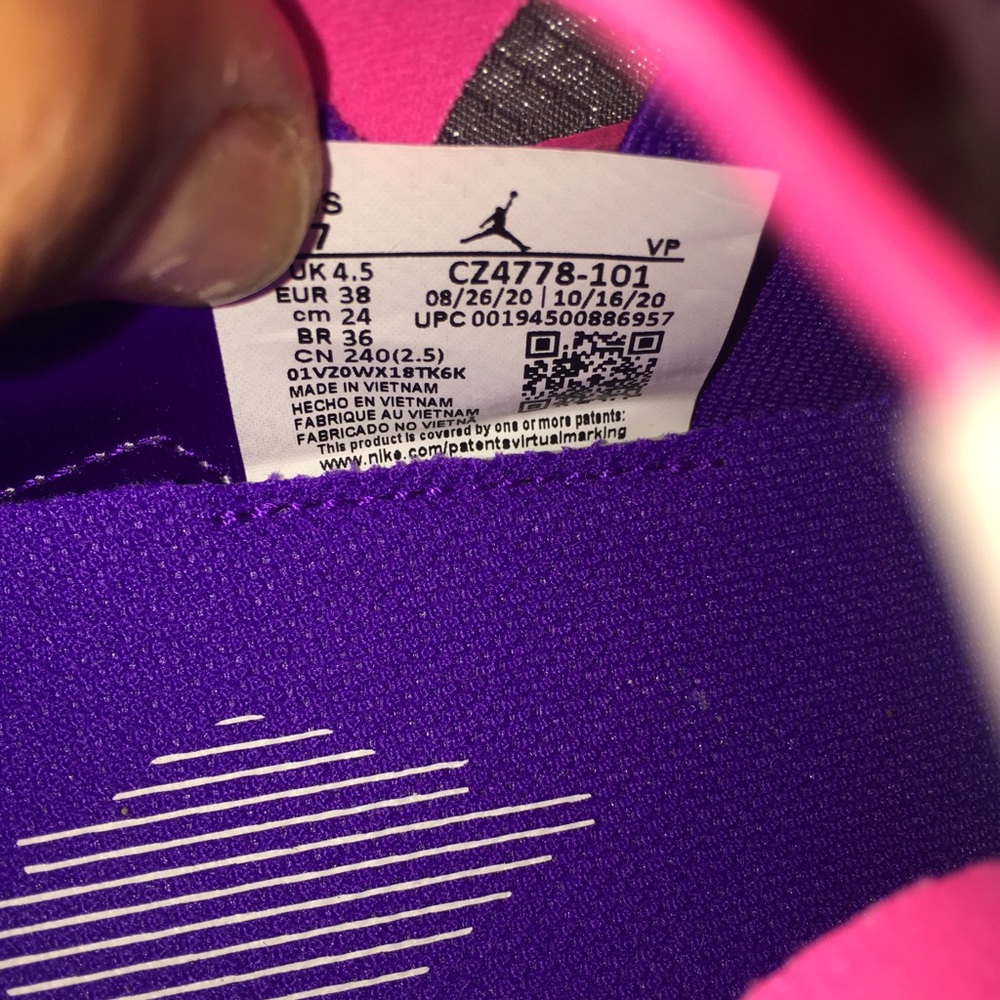 S
7
VP
UK 4.5
EUR 38
cm 24
BR 36
CN 240(2.5)
CZ4778-101
08/26/20 | 10/16/20
UPC 00194500886957
01VZ0WX18TK6K
MADE IN VIETNAM
HECHO EN VIETNAM
FABRIQUE AU VIETNAM
FABRICADO NO VIETNÃ
This product is covered by one or more patents:
www.nike.com/patentsvirtualmarking